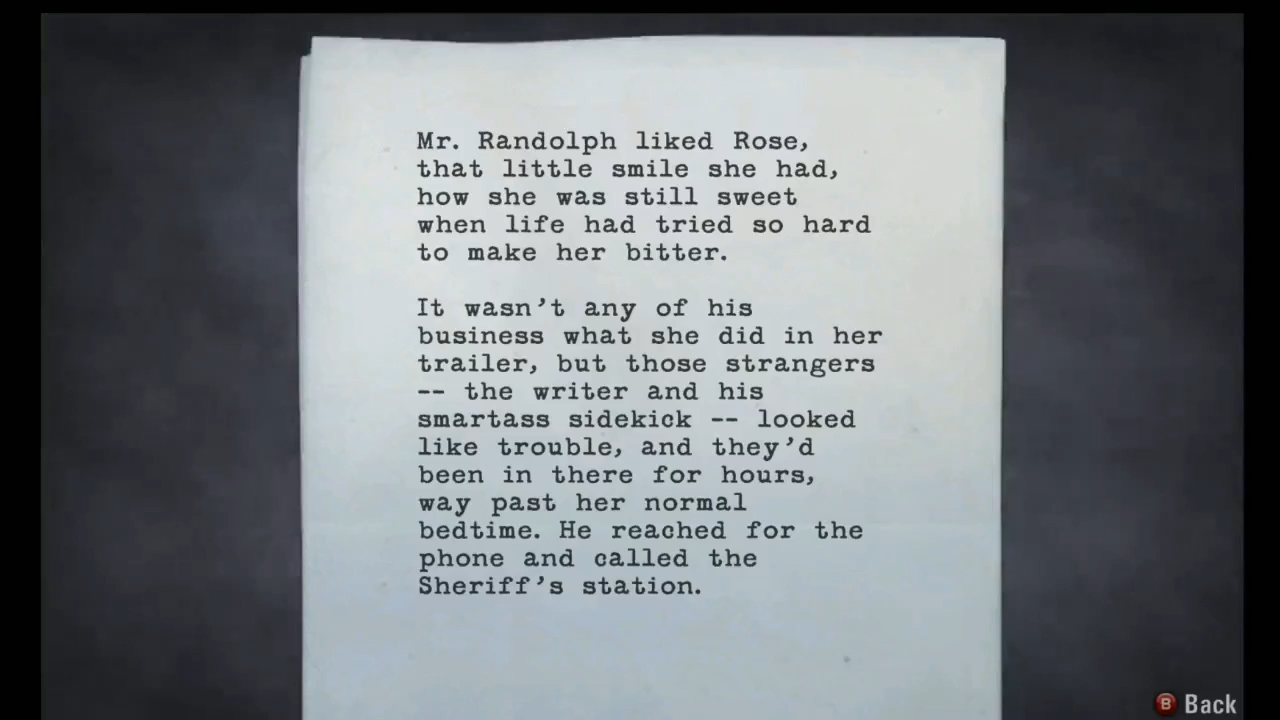 Mr. Randolph liked Rose,
that little smile she had,
how she was still sweet
when life had tried so hard
to make her bitter.
It wasn't any of his
business what she did in her
trailer, but those strangers
-- the writer and his
smartass sidekick -- looked
like trouble, and they'd
been in there for hours,
way past her normal
bedtime. He reached for the
phone and called the
Sheriff's station.
B Back